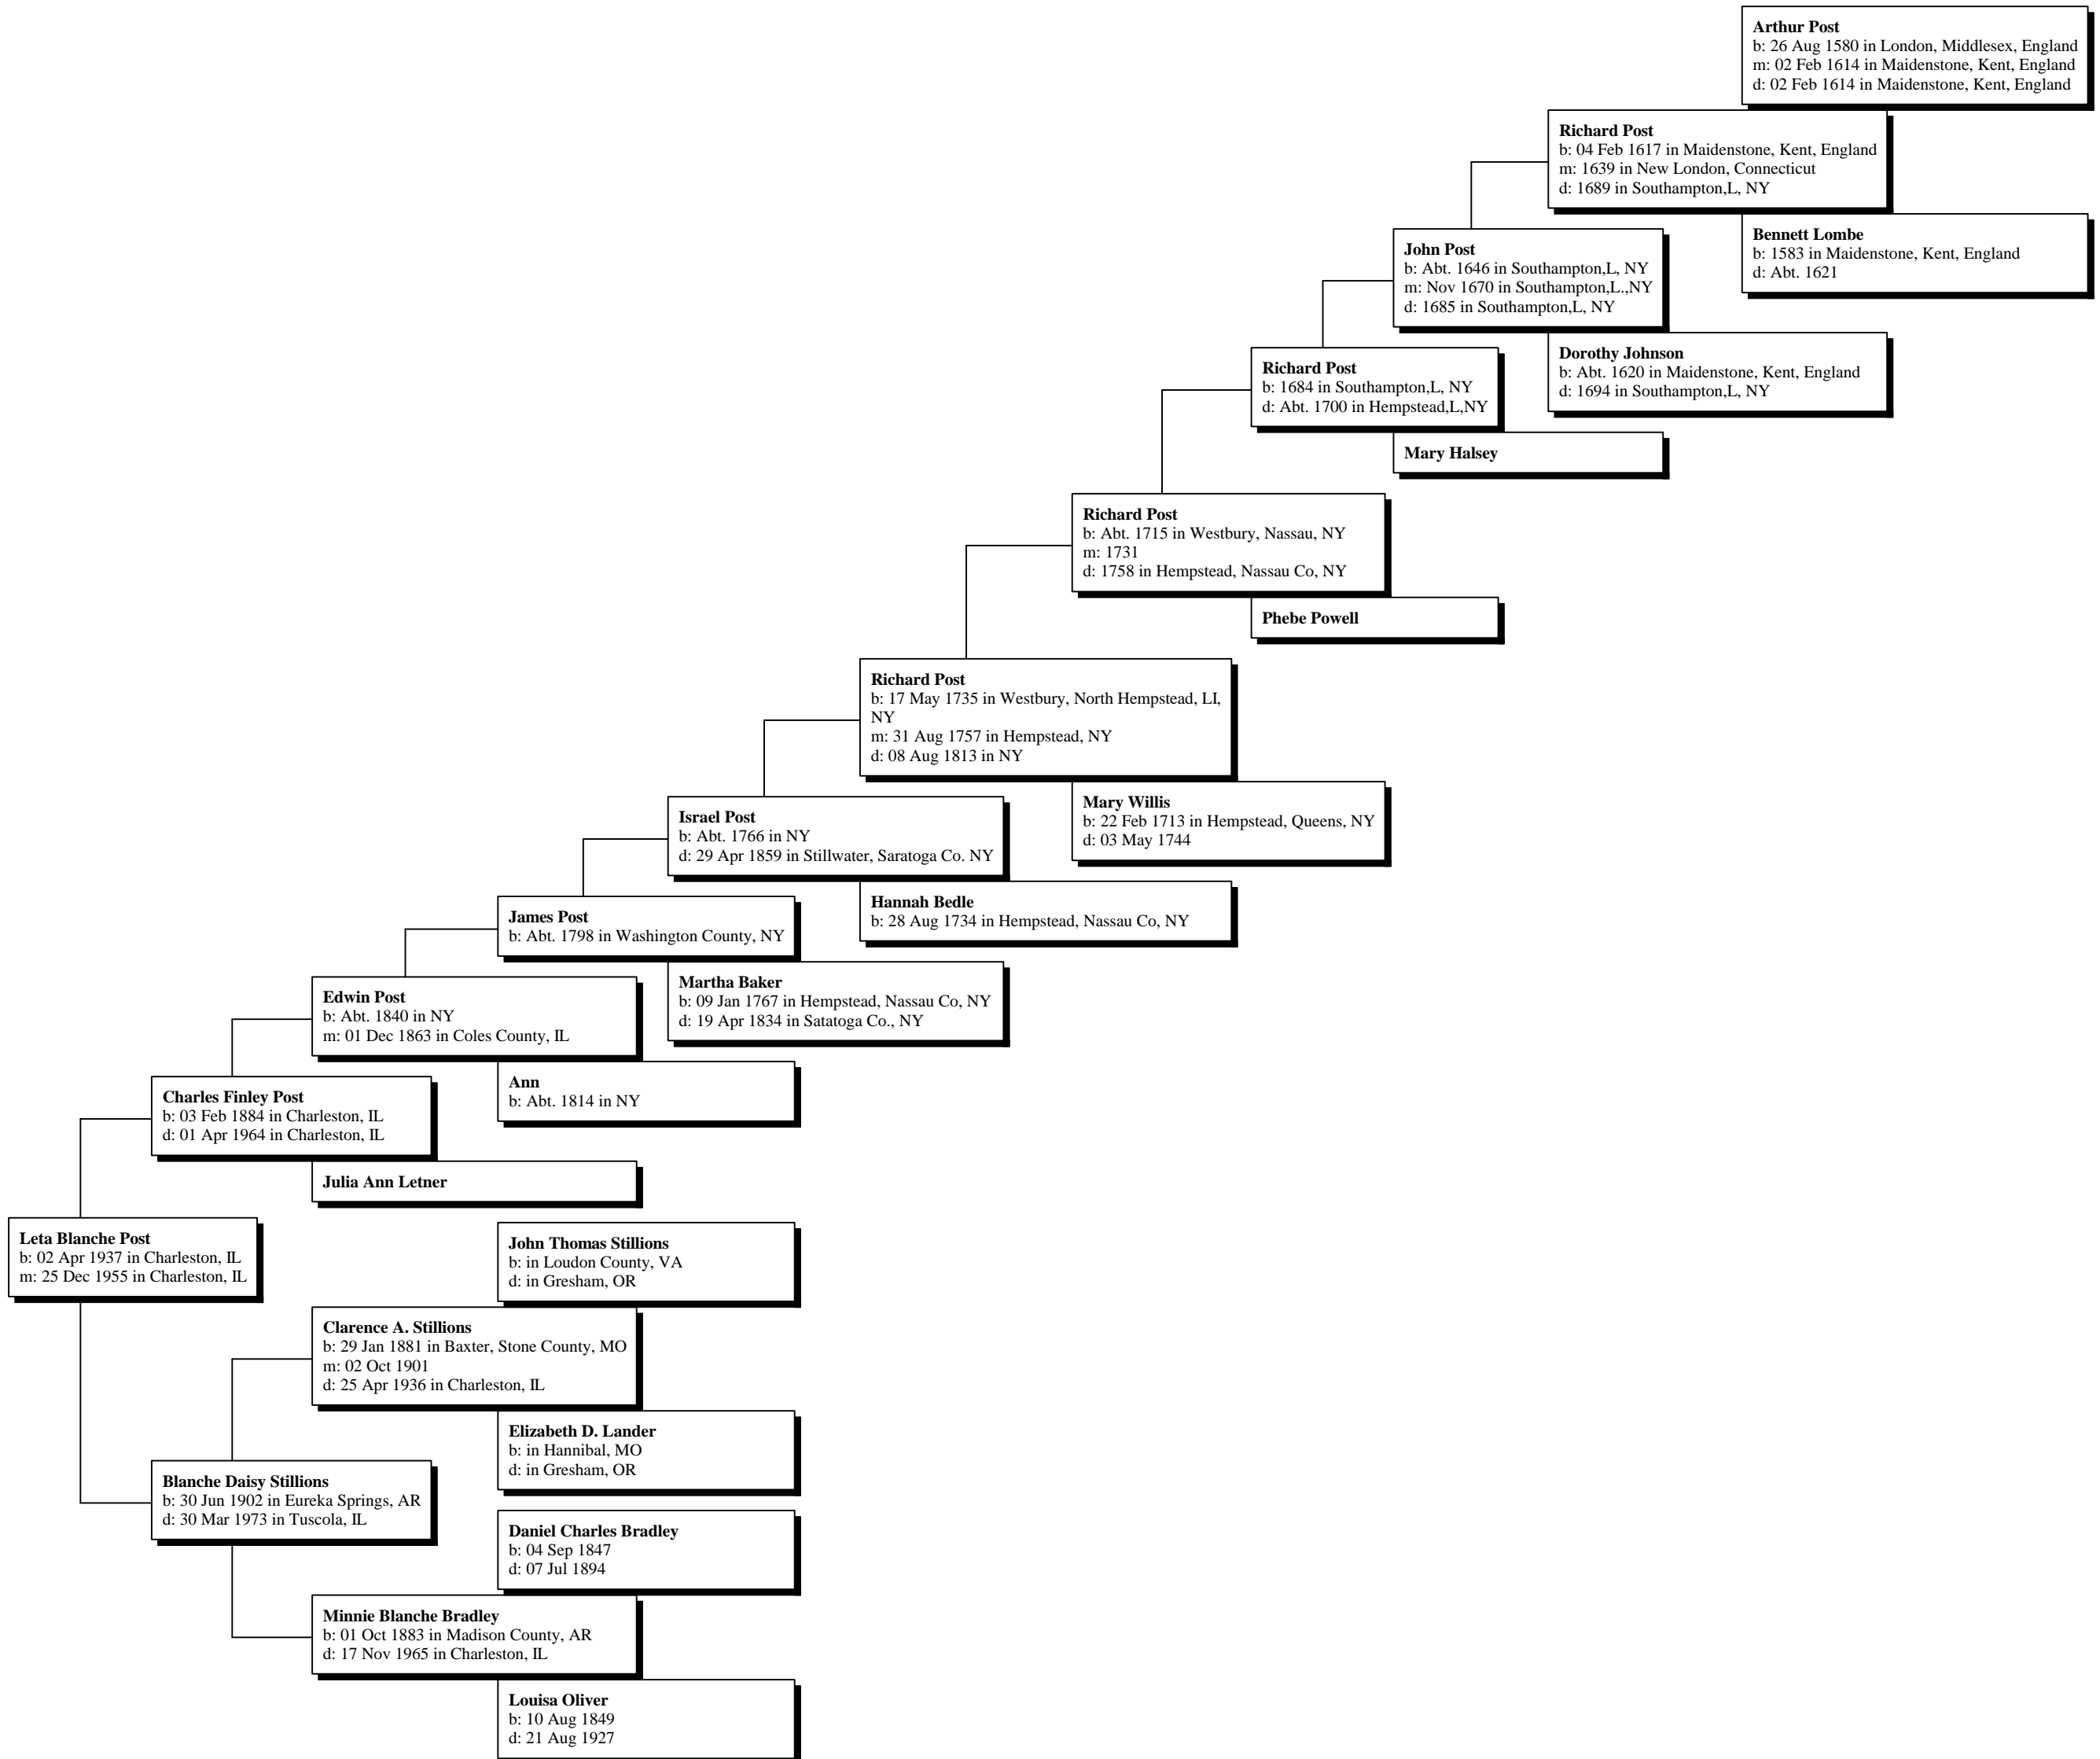 Arthur Post
b: 26 Aug 1580 in London, Middlesex, England
m: 02 Feb 1614 in Maidenstone, Kent, England
d: 02 Feb 1614 in Maidenstone, Kent, England
Richard Post
b: 04 Feb 1617 in Maidenstone, Kent, England
m: 1639 in New London, Connecticut
d: 1689 in Southampton,L, NY
Bennett Lombe
b: 1583 in Maidenstone, Kent, England
d: Abt. 1621
John Post
b: Abt. 1646 in Southampton,L, NY
m: Nov 1670 in Southampton,L.,NY
d: 1685 in Southampton,L, NY
Dorothy Johnson
b: Abt. 1620 in Maidenstone, Kent, England
d: 1694 in Southampton,L, NY
Richard Post
b: 1684 in Southampton,L, NY
d: Abt. 1700 in Hempstead,L,NY
Mary Halsey
Richard Post
b: Abt. 1715 in Westbury, Nassau, NY
m: 1731
d: 1758 in Hempstead, Nassau Co, NY
Phebe Powell
Richard Post
b: 17 May 1735 in Westbury, North Hempstead, LI,
NY
m: 31 Aug 1757 in Hempstead, NY
d: 08 Aug 1813 in NY
Mary Willis
b: 22 Feb 1713 in Hempstead, Queens, NY
d: 03 May 1744
Israel Post
b: Abt. 1766 in NY
d: 29 Apr 1859 in Stillwater, Saratoga Co. NY
Hannah Bedle
b: 28 Aug 1734 in Hempstead, Nassau Co, NY
James Post
b: Abt. 1798 in Washington County, NY
Martha Baker
b: 09 Jan 1767 in Hempstead, Nassau Co, NY
d: 19 Apr 1834 in Satatoga Co., NY
Edwin Post
b: Abt. 1840 in NY
m: 01 Dec 1863 in Coles County, IL
Ann
b: Abt. 1814 in NY
Charles Finley Post
b: 03 Feb 1884 in Charleston, IL
d: 01 Apr 1964 in Charleston, IL
Julia Ann Letner
Leta Blanche Post
b: 02 Apr 1937 in Charleston, IL
m: 25 Dec 1955 in Charleston, IL
John Thomas Stillions
b: in Loudon County, VA
d: in Gresham, OR
Clarence A. Stillions
b: 29 Jan 1881 in Baxter, Stone County, MO
m: 02 Oct 1901
d: 25 Apr 1936 in Charleston, IL
Elizabeth D. Lander
b: in Hannibal, MO
d: in Gresham, OR
Blanche Daisy Stillions
b: 30 Jun 1902 in Eureka Springs, AR
d: 30 Mar 1973 in Tuscola, IL
Daniel Charles Bradley
b: 04 Sep 1847
d: 07 Jul 1894
Minnie Blanche Bradley
b: 01 Oct 1883 in Madison County, AR
d: 17 Nov 1965 in Charleston, IL
Louisa Oliver
b: 10 Aug 1849
d: 21 Aug 1927